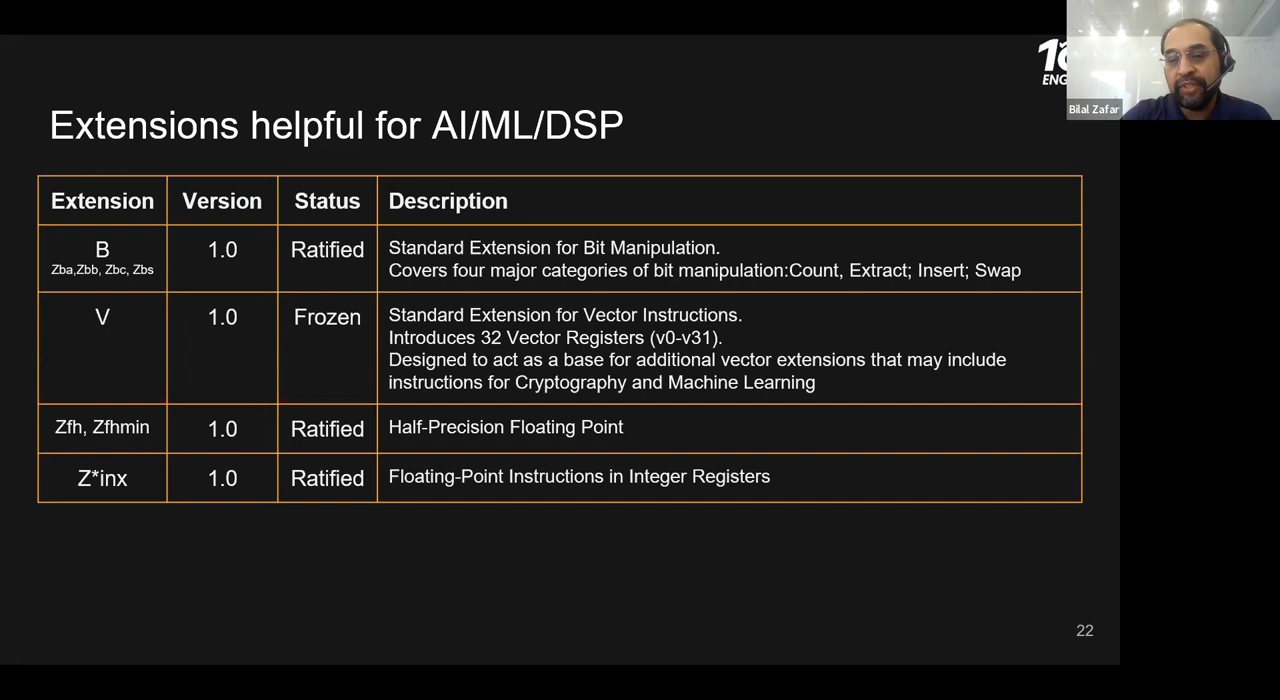 Bilal Zafar
Extensions helpful for AI/ML/DSP
Extension Version Status Description
B 1.0 Ratified Standard Extension for Bit Manipulation.
Zba,Zbb, Zbc, Zbs Covers four major categories of bit manipulation:Count, Extract; Insert; Swap
V 1.0 Frozen Standard Extension for Vector Instructions.
Introduces 32 Vector Registers (v0-v31).
Designed to act as a base for additional vector extensions that may include
instructions for Cryptography and Machine Learning
Zfh, Zfhmin 1.0 Ratified Half-Precision Floating Point
Z*inx 1.0 Ratified Floating-Point Instructions in Integer Registers
22